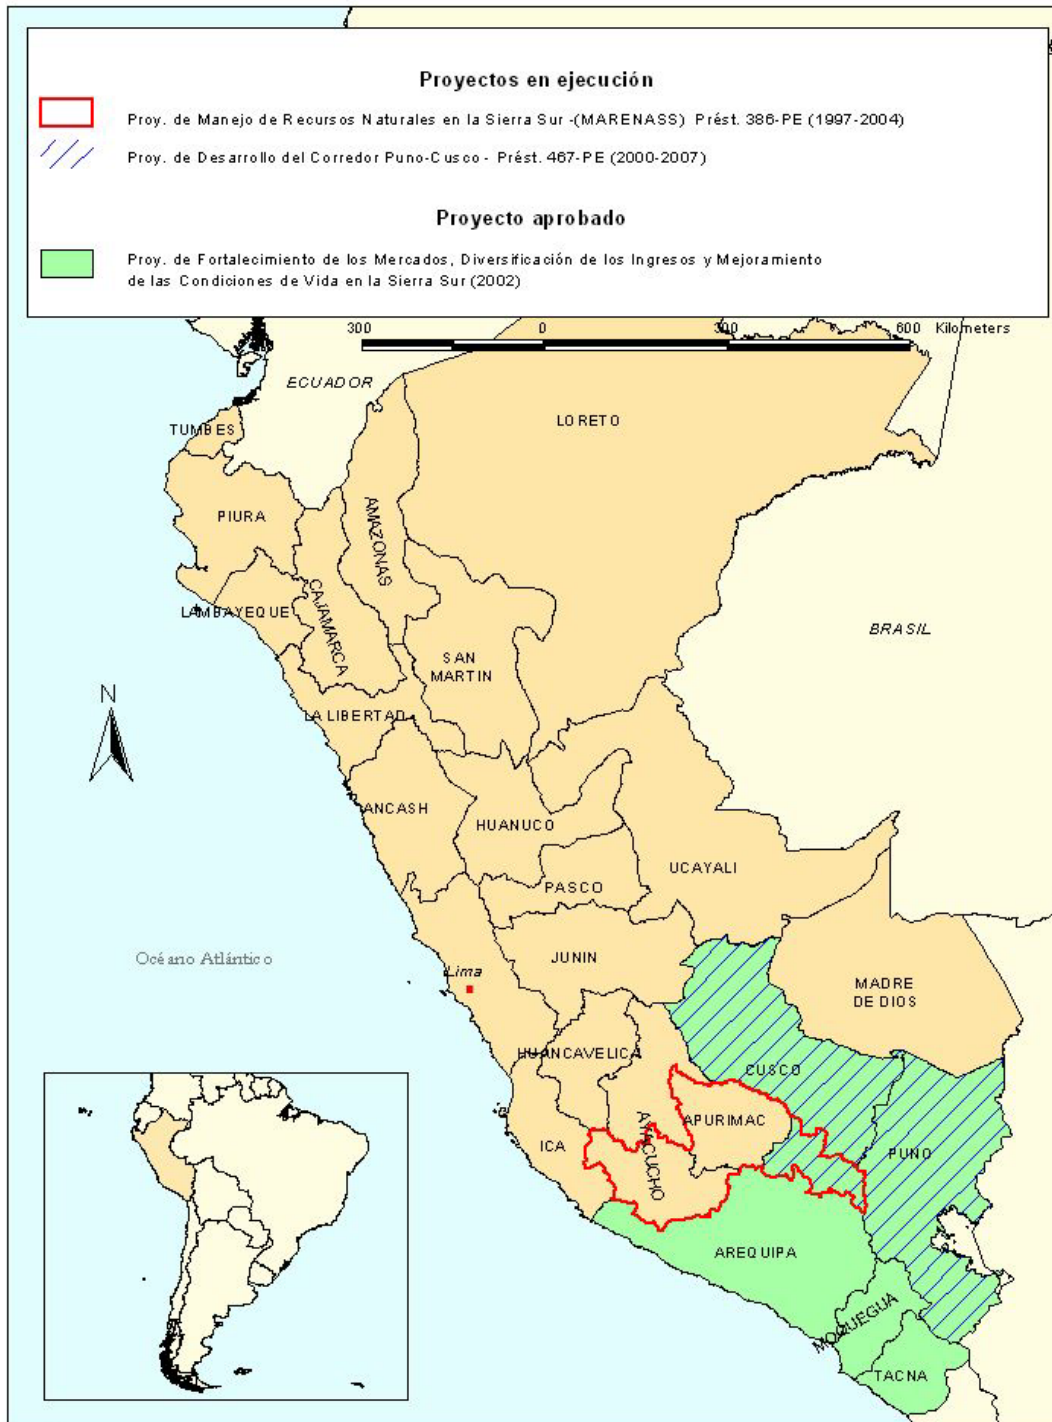 Proyectos en ejecución
Proy. de Manejo de Recursos Naturales en la Sierra Sur -(MARENASS) Prést. 386-PE (1997-2004)
Proy. de Desarrollo del Corredor Puno-Cusco - Prést. 467-PE (2000-2007)
Proyecto aprobado
Proy. de Fortalecimiento de los Mercados, Diversificación de los Ingresos y Mejoramiento
de las Condiciones de Vida en la Sierra Sur (2002)
300 0 300 600 Kilometers
ECUADOR
TUMBES
LORETO
PIURA
AMAZONAS
LAMBAYEQUE
CAJAMARCA
BRASIL
SAN
MARTIN
N
LA LIBERTAD
ANCASH
HUANUCO
UCAYALI
PASCO
Océano Atlántico
JUNIN
Lima
MADRE
DE DIOS
HUANCAVELICA
CUSCO
APURIMAC
ICA
AYACUCHO
PUNO
AREQUIPA
MOQUEGUA
TACNA